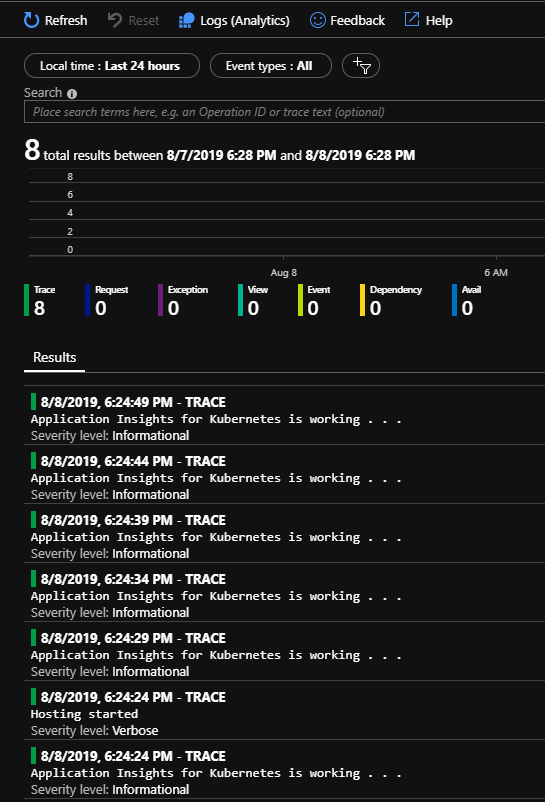 Refresh Reset Logs (Analytics) Feedback Help
Local time : Last 24 hours Event types : All
Search
Place search terms here, e.g. an Operation ID or trace text (optional)
8 total results between 8/7/2019 6:28 PM and 8/8/2019 6:28 PM
8
6
4
2
0
Aug 8 6 AM
Trace Request Exception View Event Dependency Avail
8 0 0 0 0 0 0
Results
8/8/2019, 6:24:49 PM - TRACE
Application Insights for Kubernetes is working . . .
Severity level: Informational
8/8/2019, 6:24:44 PM - TRACE
Application Insights for Kubernetes is working . . .
Severity level: Informational
8/8/2019, 6:24:39 PM - TRACE
Application Insights for Kubernetes is working . . .
Severity level: Informational
8/8/2019, 6:24:34 PM - TRACE
Application Insights for Kubernetes is working . . .
Severity level: Informational
8/8/2019, 6:24:29 PM - TRACE
Application Insights for Kubernetes is working . . .
Severity level: Informational
8/8/2019, 6:24:24 PM - TRACE
Hosting started
Severity level: Verbose
8/8/2019, 6:24:24 PM - TRACE
Application Insights for Kubernetes is working . . .
Severity level: Informational